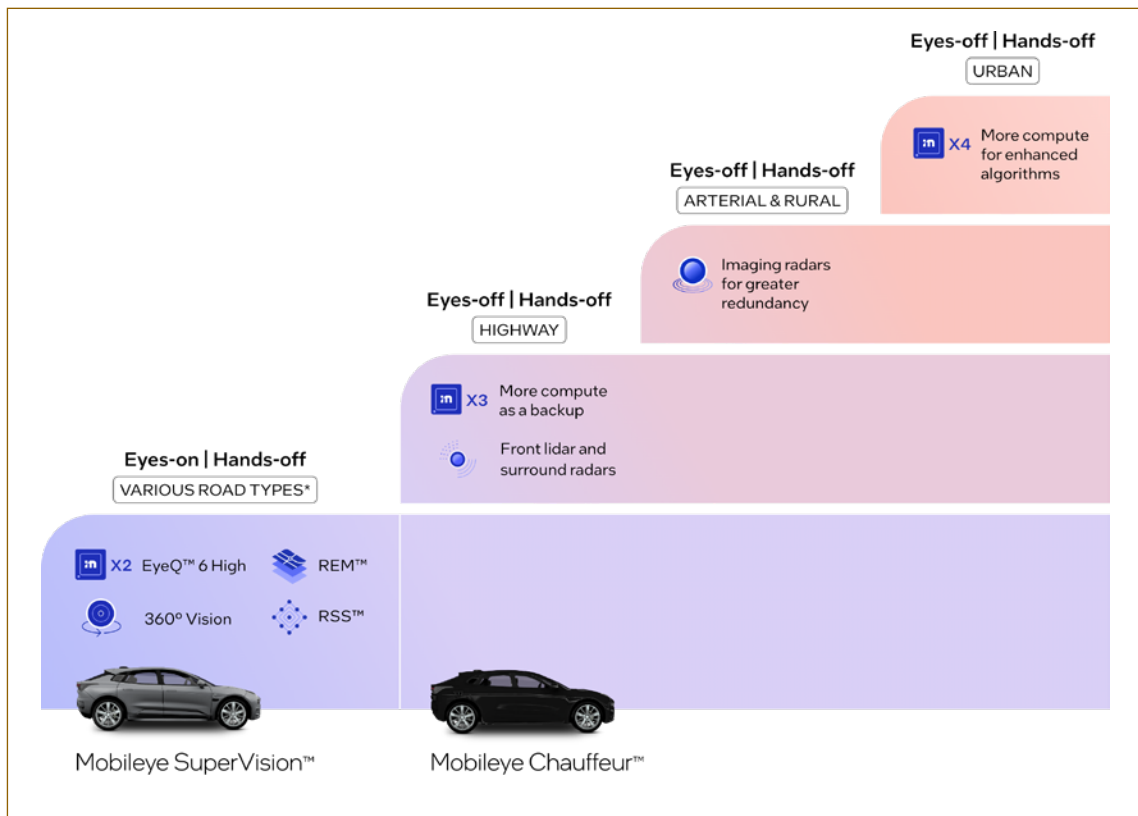 Eyes-off | Hands-off
URBAN
:m X4
More compute
for enhanced
algorithms
Eyes-off | Hands-off
ARTERIAL & RURAL
Imaging radars
for greater
redundancy
Eyes-off | Hands-off
HIGHWAY
:m X3
More compute
as a backup
Front lidar and
surround radars
Eyes-on | Hands-off
VARIOUS ROAD TYPES*
:m X2 EyeQ™ 6 High
REM™
360º Vision
RSS™
Mobileye SuperVision™
Mobileye Chauffeur™